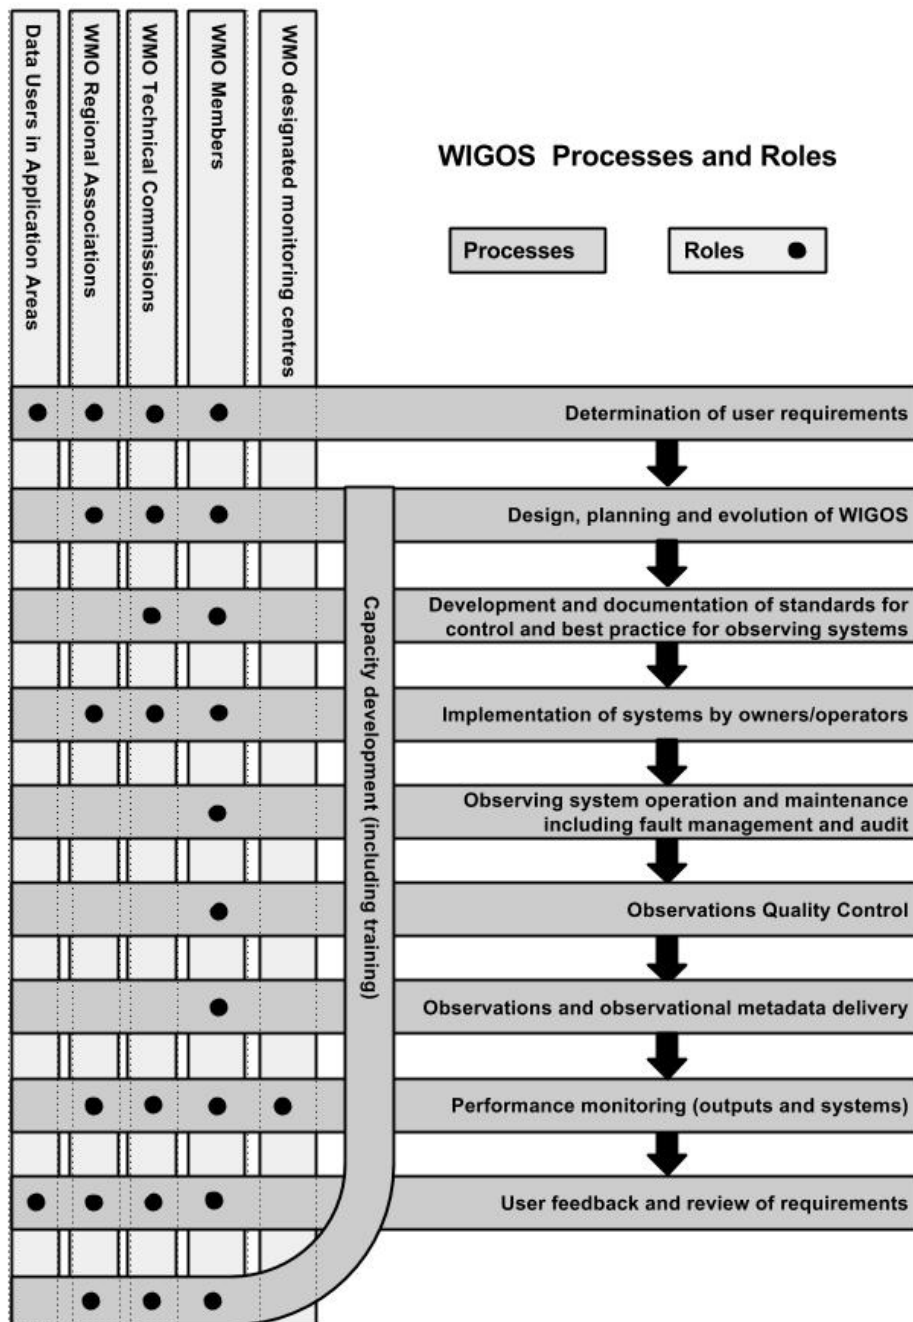 Data Users in Application Areas
WMO Regional Associations
WMO Technical Commissions
WMO Members
WMO designated monitoring centres
WIGOS Processes and Roles
Processes
Roles
Determination of user requirements
Design, planning and evolution of WIGOS
Development and documentation of standards for
control and best practice for observing systems
Implementation of systems by owners/operators
Observing system operation and maintenance
including fault management and audit
Observations Quality Control
Observations and observational metadata delivery
Performance monitoring (outputs and systems)
User feedback and review of requirements
Capacity development (including training)